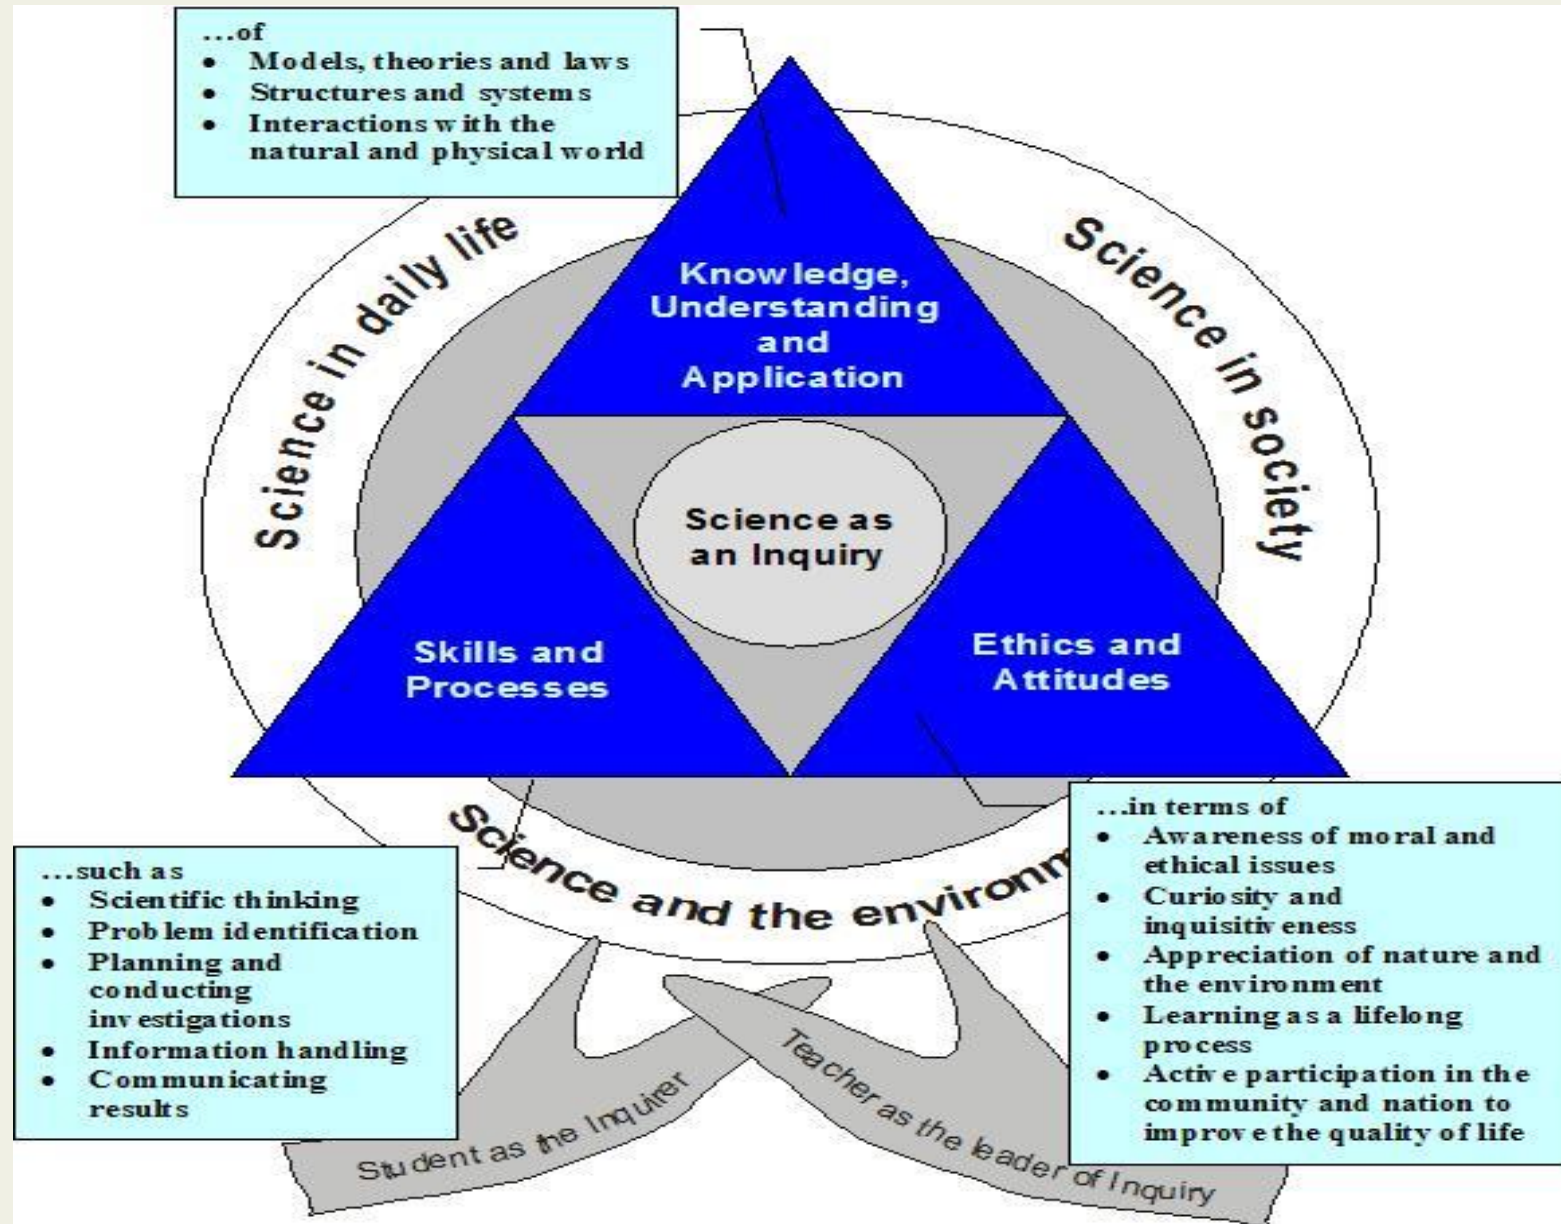 …of
• Models, theories and laws
• Structures and systems
• Interactions with the
natural and physical world
Science in daily life
Science in society
Knowledge,
Understanding
and
Application
Science as
an Inquiry
Skills and
Processes
Ethics and
Attitudes
Science and the
…such as
• Scientific thinking
• Problem identification
• Planning and
conducting
investigations
• Information handling
• Communicating
results
…in terms of
• Awareness of moral and
ethical issues
• Curiosity and
inquisitiveness
• Appreciation of nature and
the environment
• Learning as a lifelong
process
• Active participation in the
community and nation to
improve the quality of life
Student as the Inquirer
Teacher as the leader of Inquiry